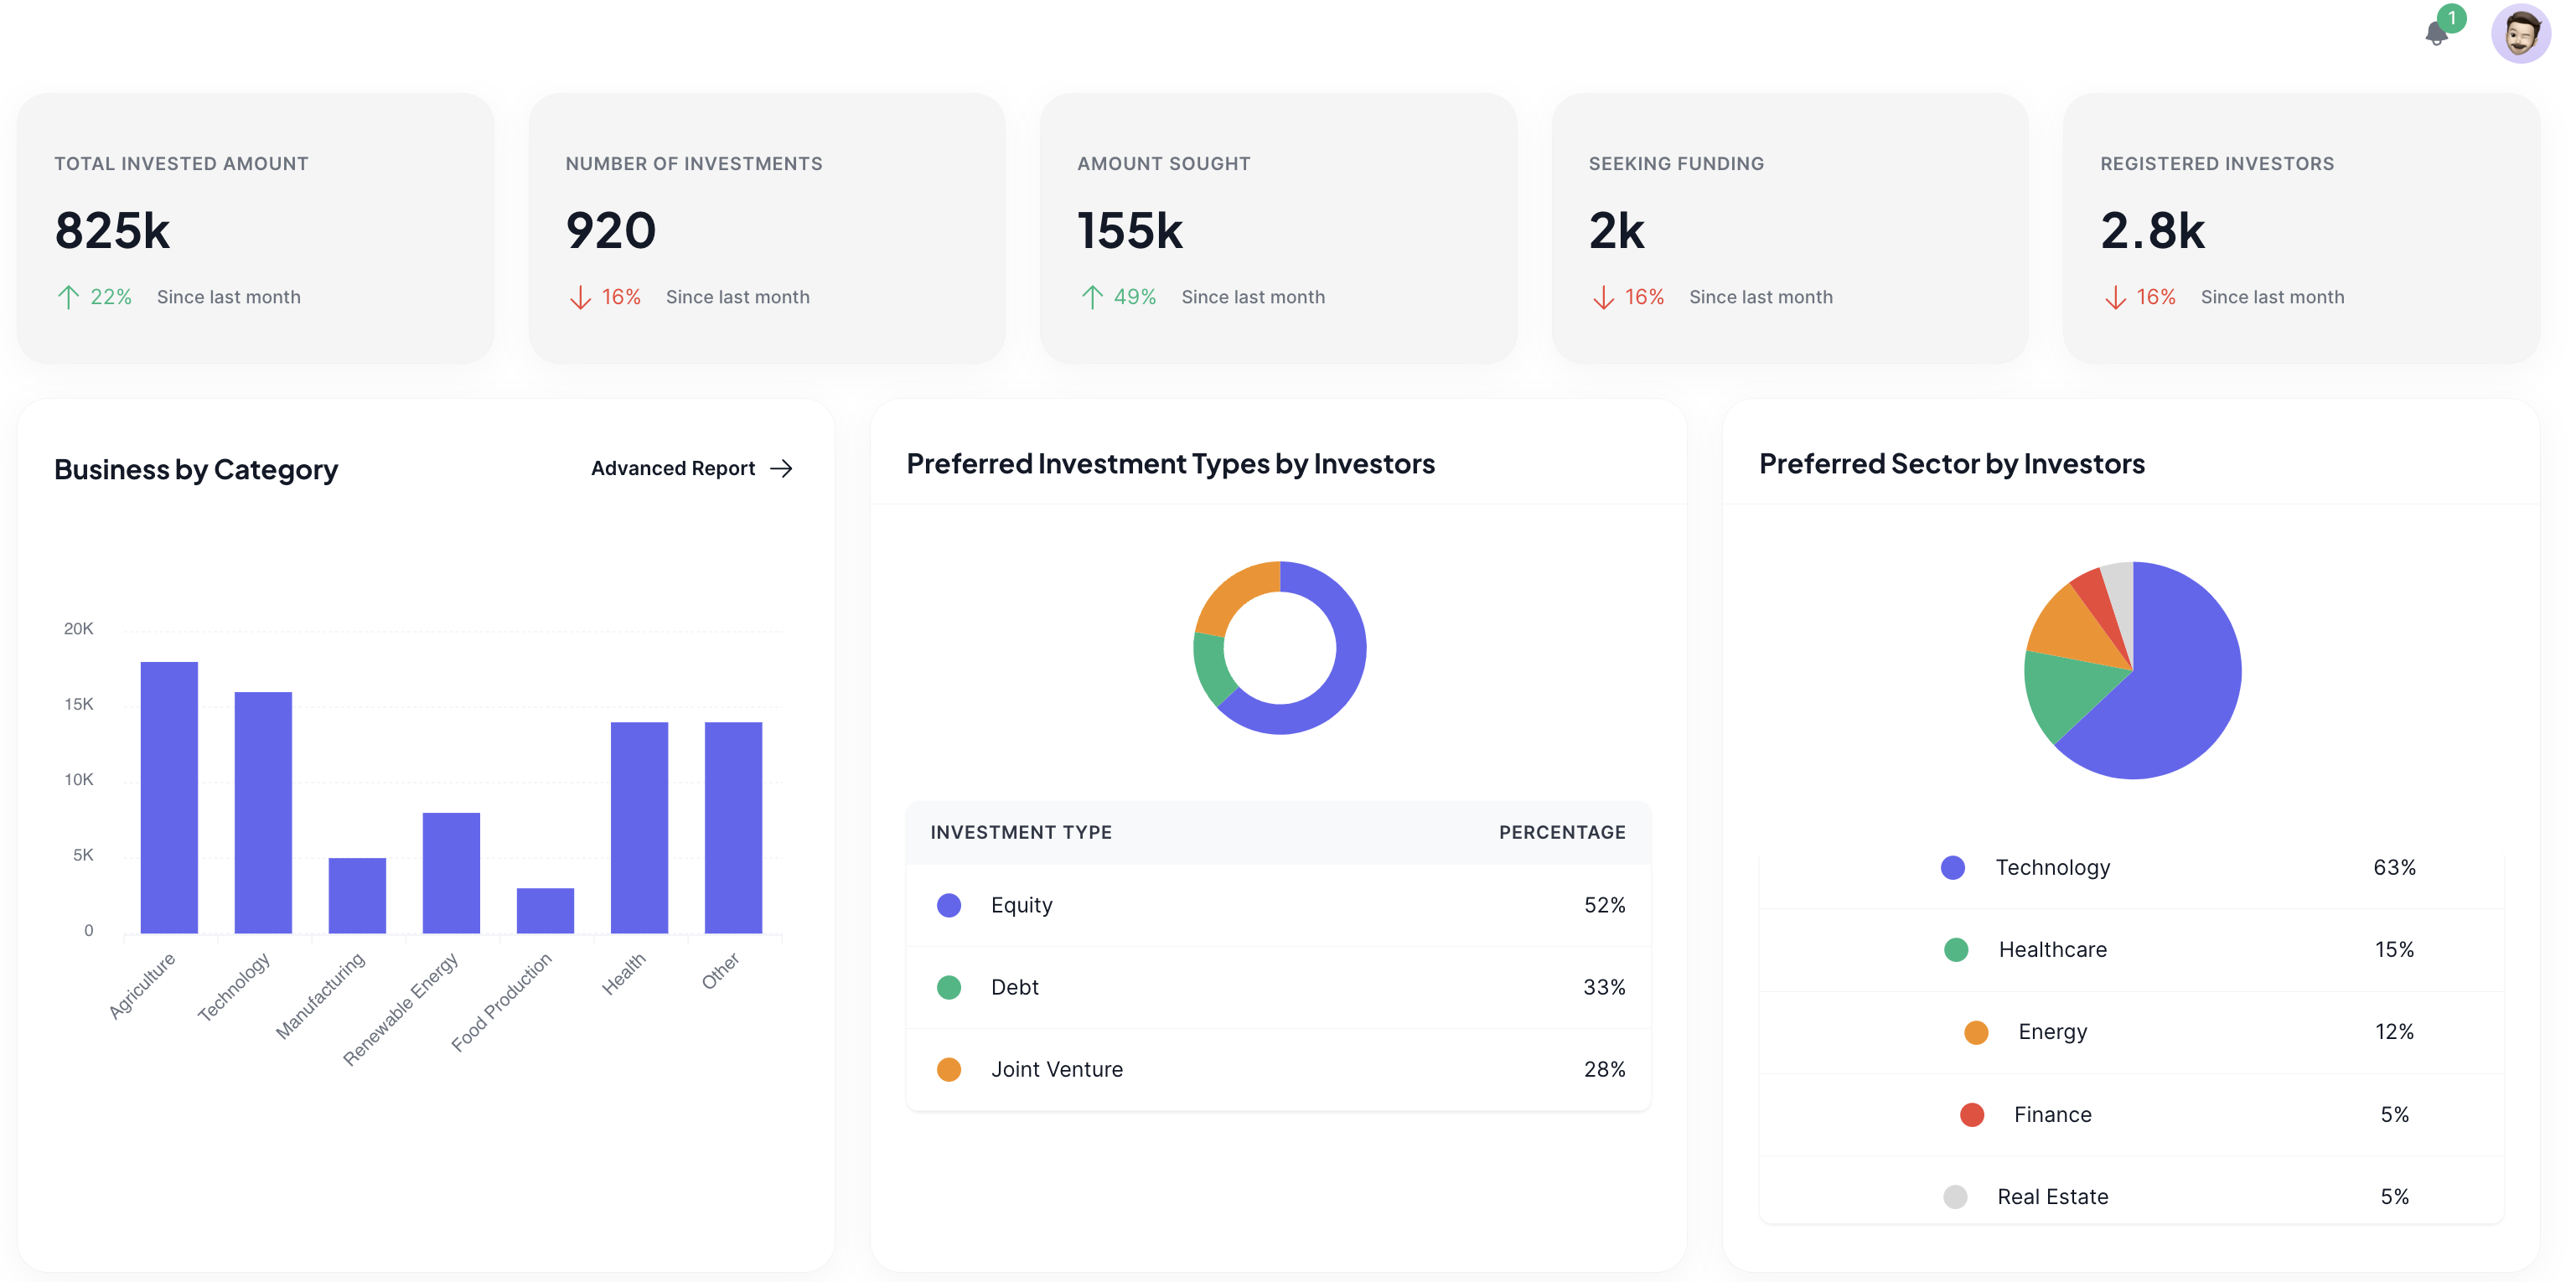 1
TOTAL INVESTED AMOUNT
825k
22% Since last month
NUMBER OF INVESTMENTS
920
16% Since last month
AMOUNT SOUGHT
155k
49% Since last month
SEEKING FUNDING
2k
16% Since last month
REGISTERED INVESTORS
2.8k
16% Since last month
Business by Category
Advanced Report
20K
15K
10K
5K
0
Agriculture
Technology
Manufacturing
Renewable Energy
Food Production
Health
Other
Preferred Investment Types by Investors
INVESTMENT TYPE PERCENTAGE
Equity 52%
Debt 33%
Joint Venture 28%
Preferred Sector by Investors
Technology 63%
Healthcare 15%
Energy 12%
Finance 5%
Real Estate 5%